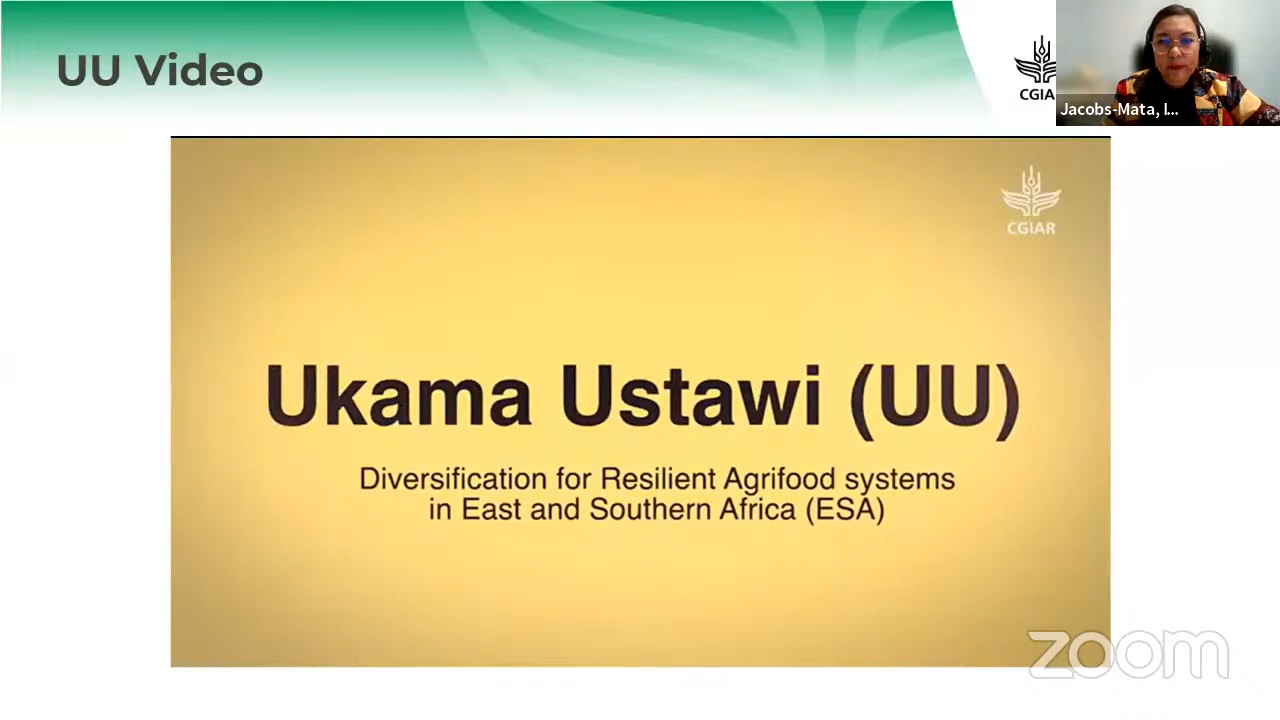 UU Video
CGIA
Jacobs-Mata, I...
CGIAR
Ukama Ustawi (UU)
Diversification for Resilient Agrifood systems
in East and Southern Africa (ESA)
zoom